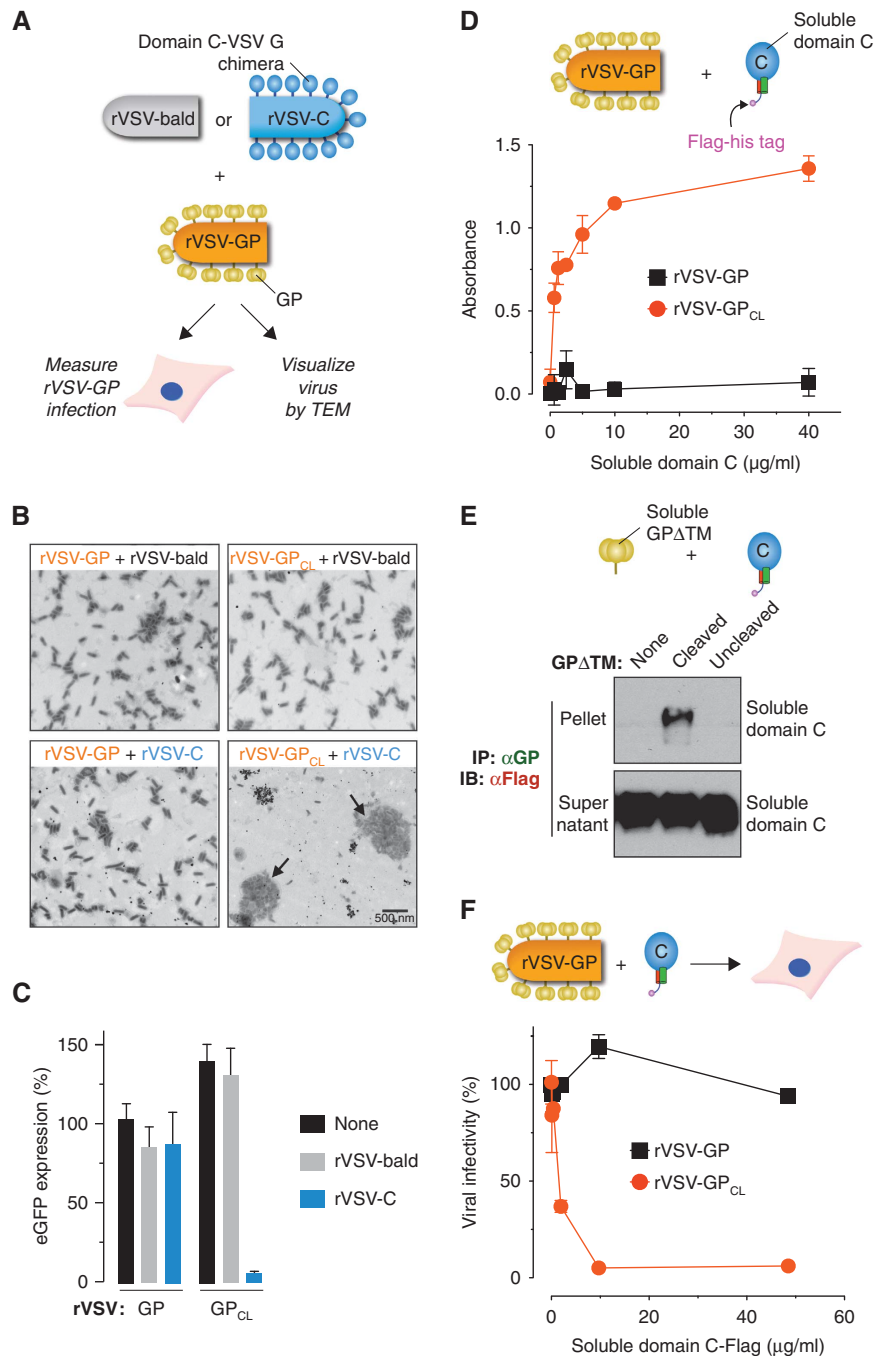 A
Domain C-VSV G
chimera
rVSV-bald
or
rVSV-C
+
rVSV-GP
GP
Measure
rVSV-GP
infection
Visualize
virus
by TEM
B
rVSV-GP + rVSV-bald
rVSV-GPCL + rVSV-bald
rVSV-GP + rVSV-C
rVSV-GPCL + rVSV-C
500 nm
C
eGFP expression (%)
150
100
50
0
None
rVSV-bald
rVSV-C
rVSV: GP GPCL
D
Soluble
domain C
rVSV-GP
+
C
Flag-his tag
Absorbance
1.5
1.0
0.5
0.0
rVSV-GP
rVSV-GPCL
0 10 20 30 40
Soluble domain C (µg/ml)
E
Soluble
GPΔTM
+
C
GPΔTM: None Cleaved Uncleaved
Pellet
Soluble
domain C
IP: αGP
IB: αFlag
Super
natant
Soluble
domain C
F
rVSV-GP
+
C
Viral infectivity (%)
100
50
0
rVSV-GP
rVSV-GPCL
0 20 40 60
Soluble domain C-Flag (µg/ml)